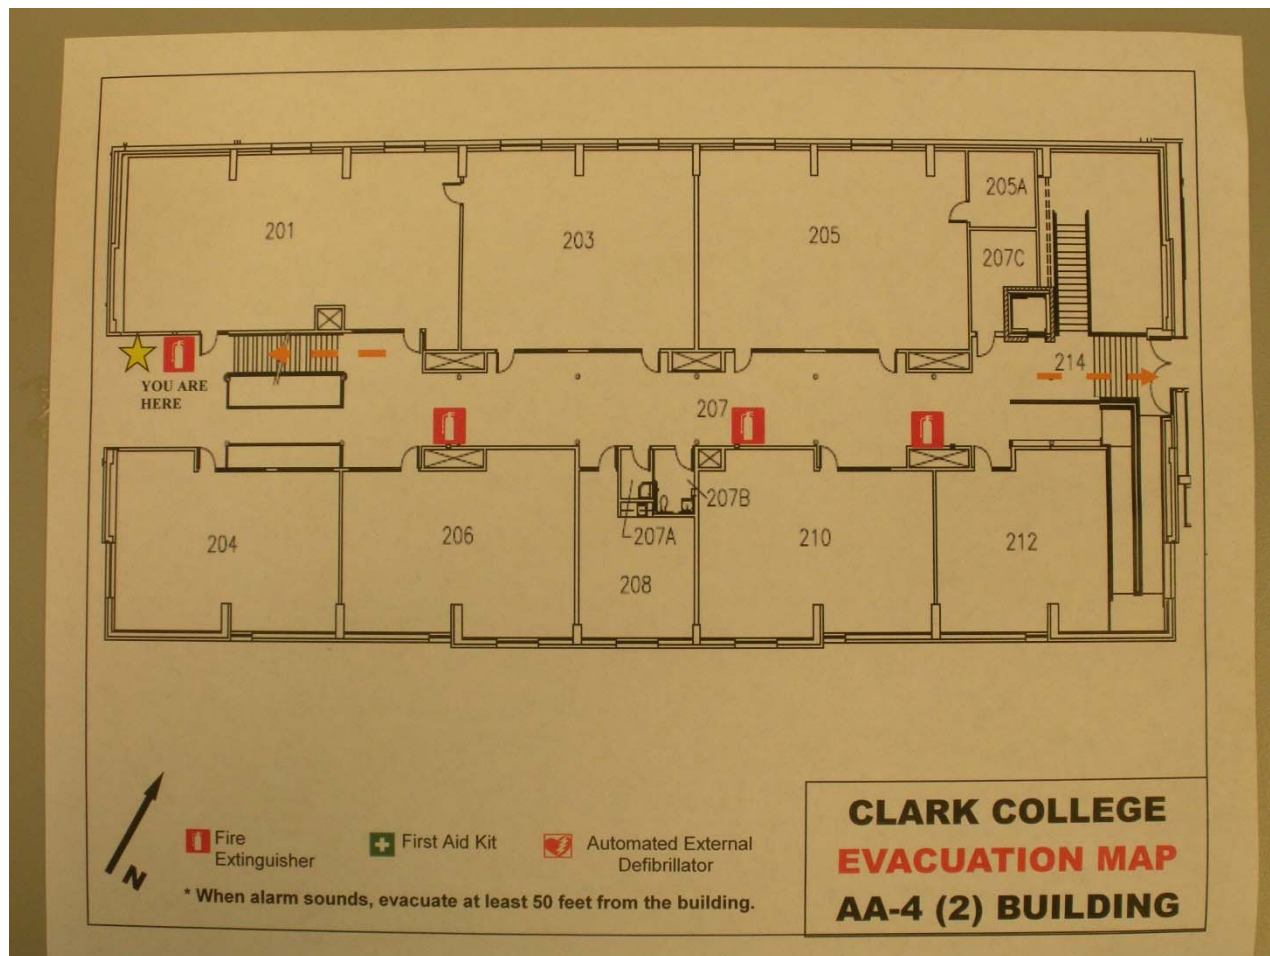 205A
201
203
205
207C
214
YOU ARE
HERE
207
207B
204
206
207A
210
212
208
N
Fire
Extinguisher
First Aid Kit
Automated External
Defibrillator
* When alarm sounds, evacuate at least 50 feet from the building.
CLARK COLLEGE
EVACUATION MAP
AA-4 (2) BUILDING